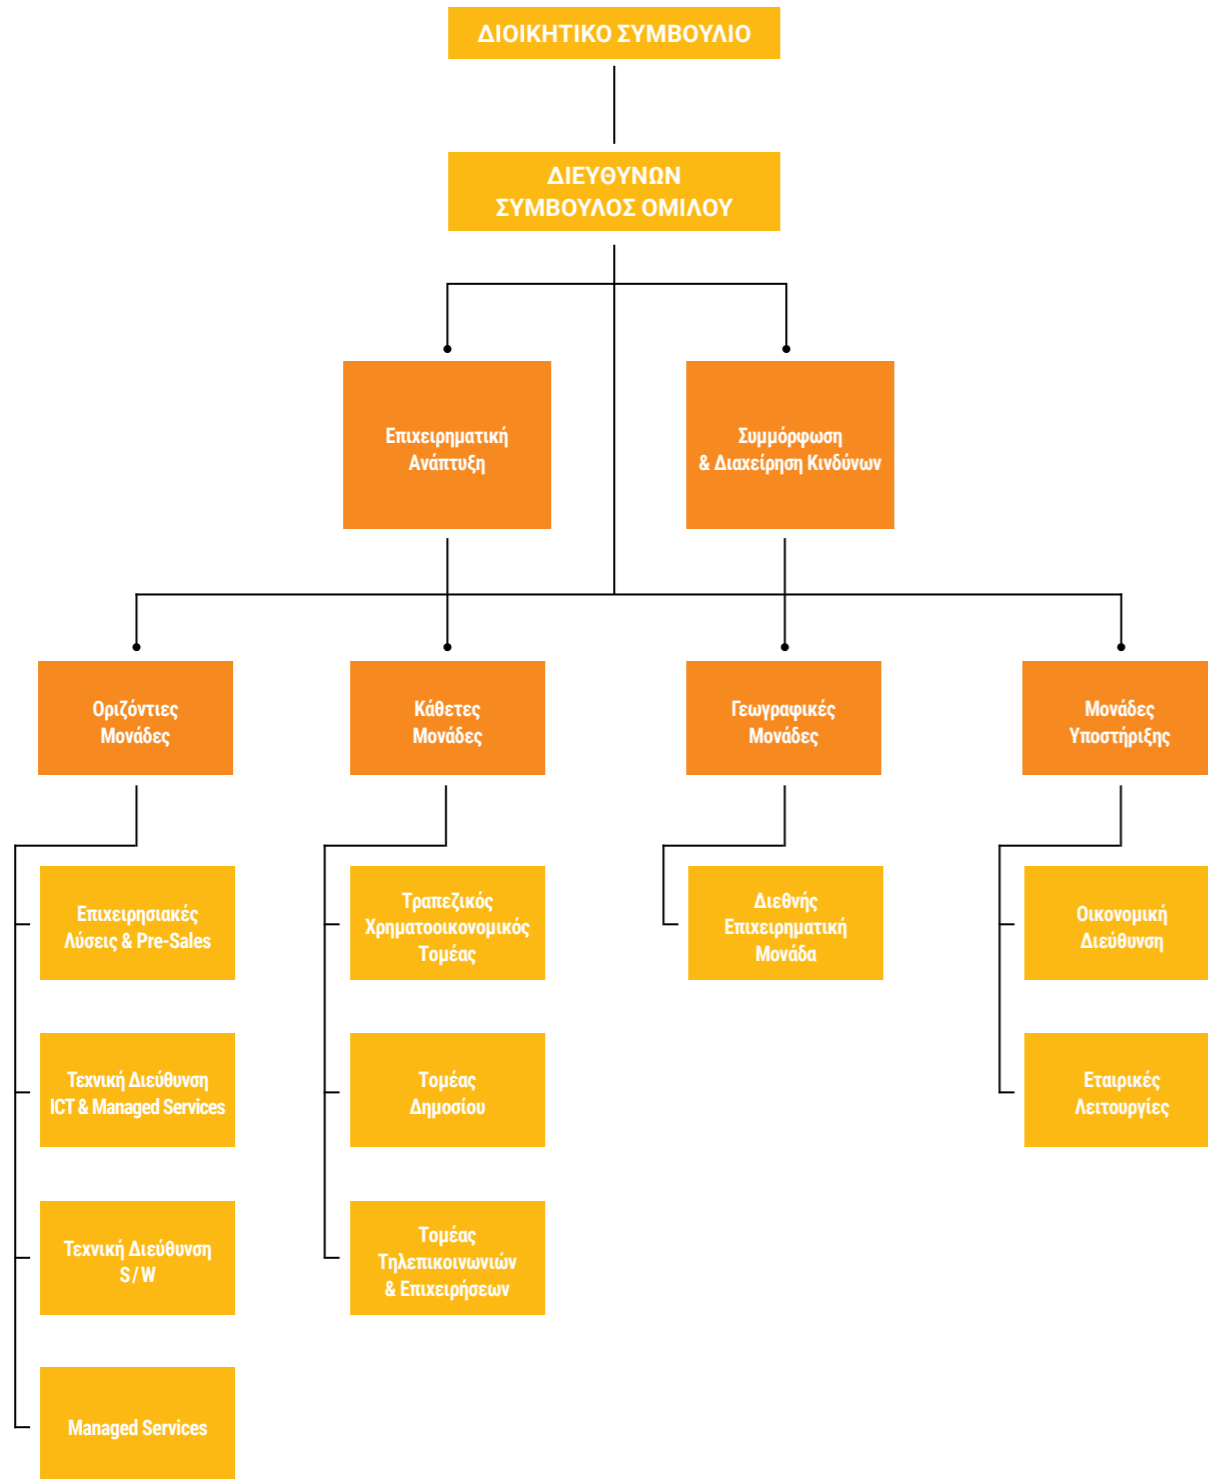 ΔΙΟΙΚΗΤΙΚΟ ΣΥΜΒΟΥΛΙΟ
ΔΙΕΥΘΥΝΩΝ
ΣΥΜΒΟΥΛΟΣ ΟΜΙΛΟΥ
Επιχειρηματική
Ανάπτυξη
Συμμόρφωση
& Διαχείρηση Κινδύνων
Οριζόντιες
Μονάδες
Κάθετες
Μονάδες
Γεωγραφικές
Μονάδες
Μονάδες
Υποστήριξης
Επιχειρησιακές
Λύσεις & Pre-Sales
Τραπεζικός
Χρηματοοικονομικός
Τομέας
Διεθνής
Επιχειρηματική
Μονάδα
Οικονομική
Διεύθυνση
Τεχνική Διεύθυνση
ICT & Managed Services
Τομέας
Δημοσίου
Εταιρικές
Λειτουργίες
Τεχνική Διεύθυνση
S / W
Τομέας
Τηλεπικοινωνιών
& Επιχειρήσεων
Managed Services